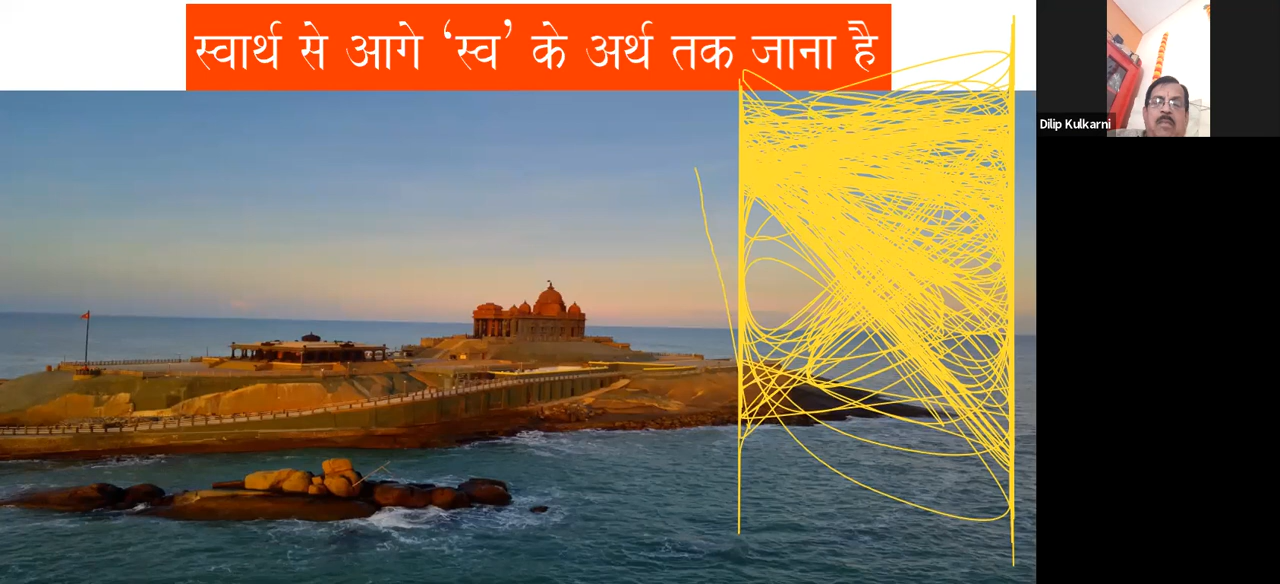 स्वार्थ से आगे ‘स्व’ के अर्थ तक जाना है
Dilip Kulkarni